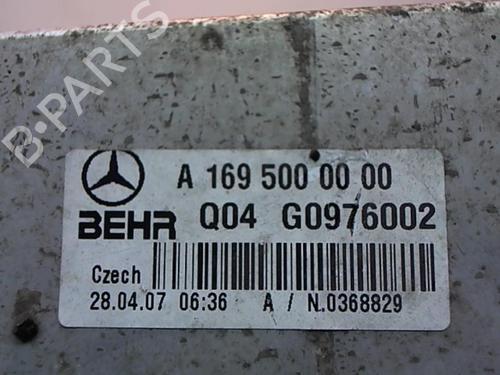 B-PARTS
A 169 500 00 00
BEHR Q04 G0976002
Czech
28.04.07 06:36 A / N.0368829